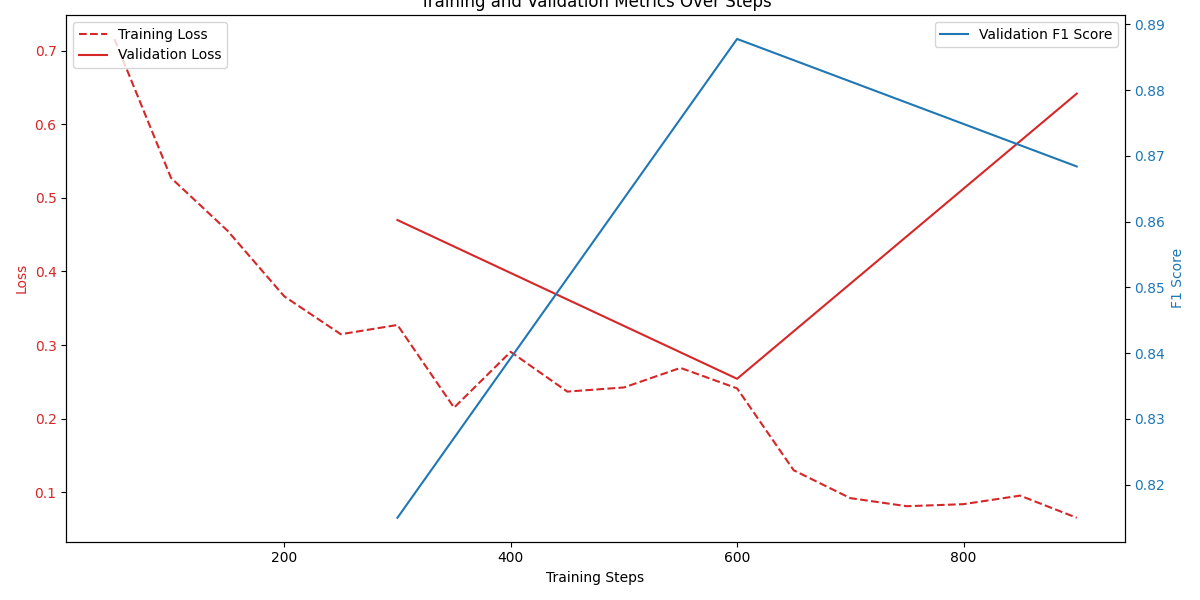 Training and Validation Metrics Over Steps
Training Loss
Validation Loss
Validation F1 Score
0.7
0.6
0.5
0.4
0.3
0.2
0.1
Loss
0.89
0.88
0.87
0.86
0.85
0.84
0.83
0.82
F1 Score
200
400
600
800
Training Steps